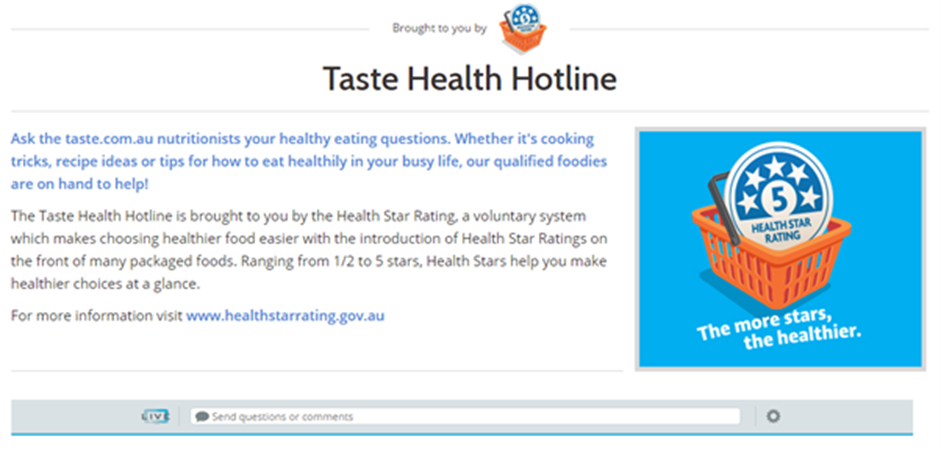 Brought to you by
Taste Health Hotline
Ask the taste.com.au nutritionists your healthy eating questions. Whether it's cooking
tricks, recipe ideas or tips for how to eat healthily in your busy life, our qualified foodies
are on hand to help!
The Taste Health Hotline is brought to you by the Health Star Rating, a voluntary system
which makes choosing healthier food easier with the introduction of Health Star Ratings on
the front of many packaged foods. Ranging from 1/2 to 5 stars, Health Stars help you make
healthier choices at a glance.
For more information visit www.healthstarrating.gov.au
5
HEALTH STAR
RATING
The more stars,
the healthier.
Send questions or comments